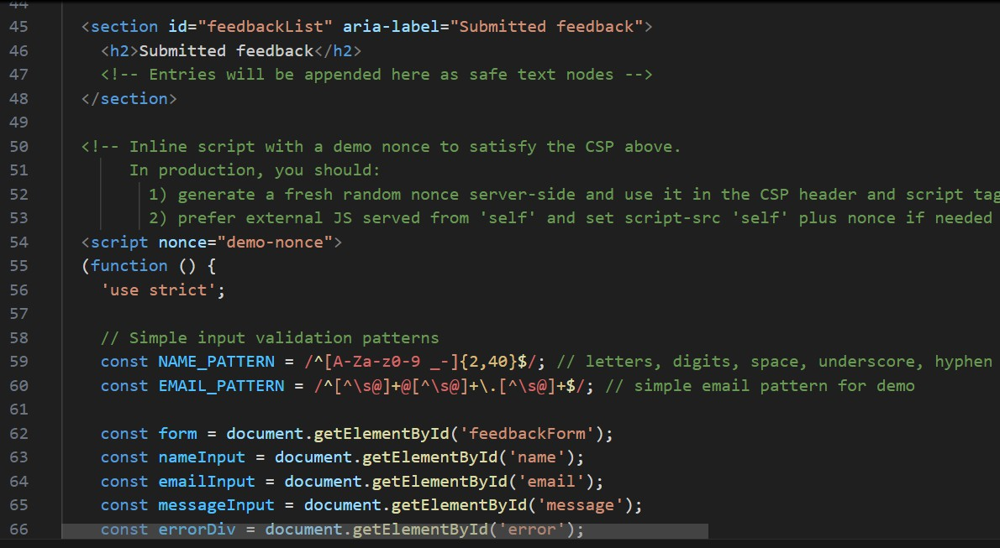 44
45 <section id="feedbackList" aria-label="Submitted feedback">
46 <h2>Submitted feedback</h2>
47 <!-- Entries will be appended here as safe text nodes -->
48 </section>
49
50 <!-- Inline script with a demo nonce to satisfy the CSP above.
51 In production, you should:
52 1) generate a fresh random nonce server-side and use it in the CSP header and script tag
53 2) prefer external JS served from 'self' and set script-src 'self' plus nonce if needed
54 <script nonce="demo-nonce">
55 (function () {
56 'use strict';
57
58 // Simple input validation patterns
59 const NAME_PATTERN = /^[A-Za-z0-9 _-]{2,40}$/; // letters, digits, space, underscore, hyphen
60 const EMAIL_PATTERN = /^[^\s@]+@[^\s@]+\.[^\s@]+$/; // simple email pattern for demo
61
62 const form = document.getElementById('feedbackForm');
63 const nameInput = document.getElementById('name');
64 const emailInput = document.getElementById('email');
65 const messageInput = document.getElementById('message');
66 const errorDiv = document.getElementById('error');